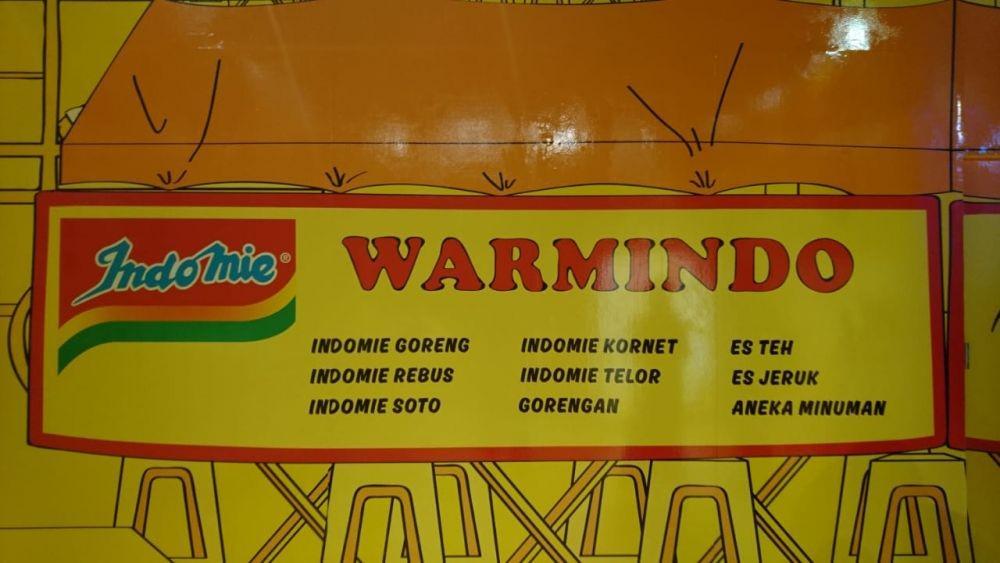 IndoMie®
WARMINDO
INDOMIE GORENG
INDOMIE REBUS
INDOMIE SOTO
INDOMIE KORNET
INDOMIE TELOR
GORENGAN
ES TEH
ES JERUK
ANEKA MINUMAN